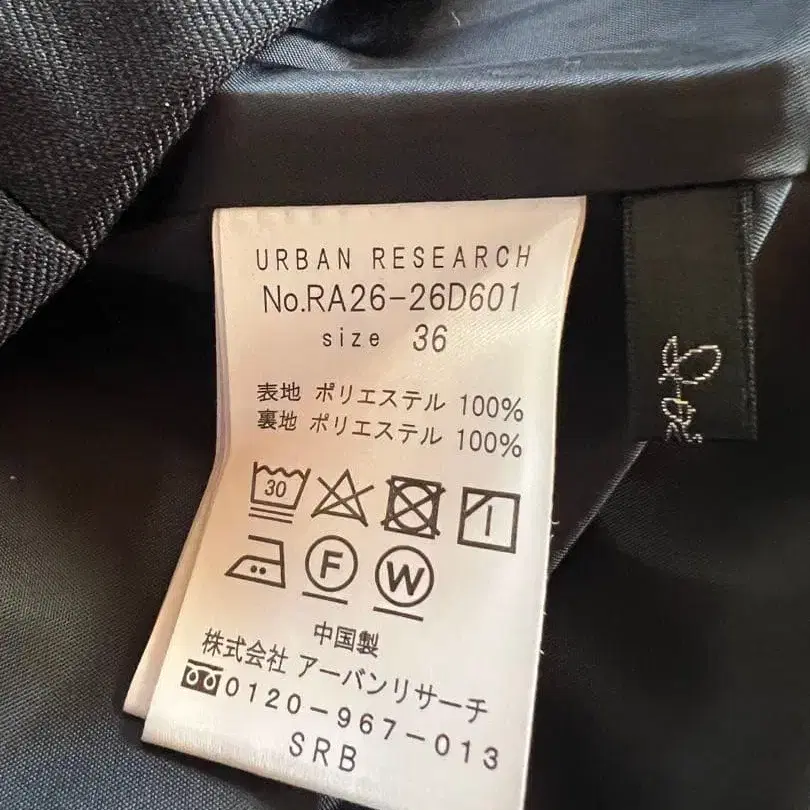 URBAN RESEARCH
No.RA26-26D601
size 36
表地 ポリエステル 100%
裏地 ポリエステル 100%
30
F W
中国製
株式会社 アーバンリサーチ
0120-967-013
SRB